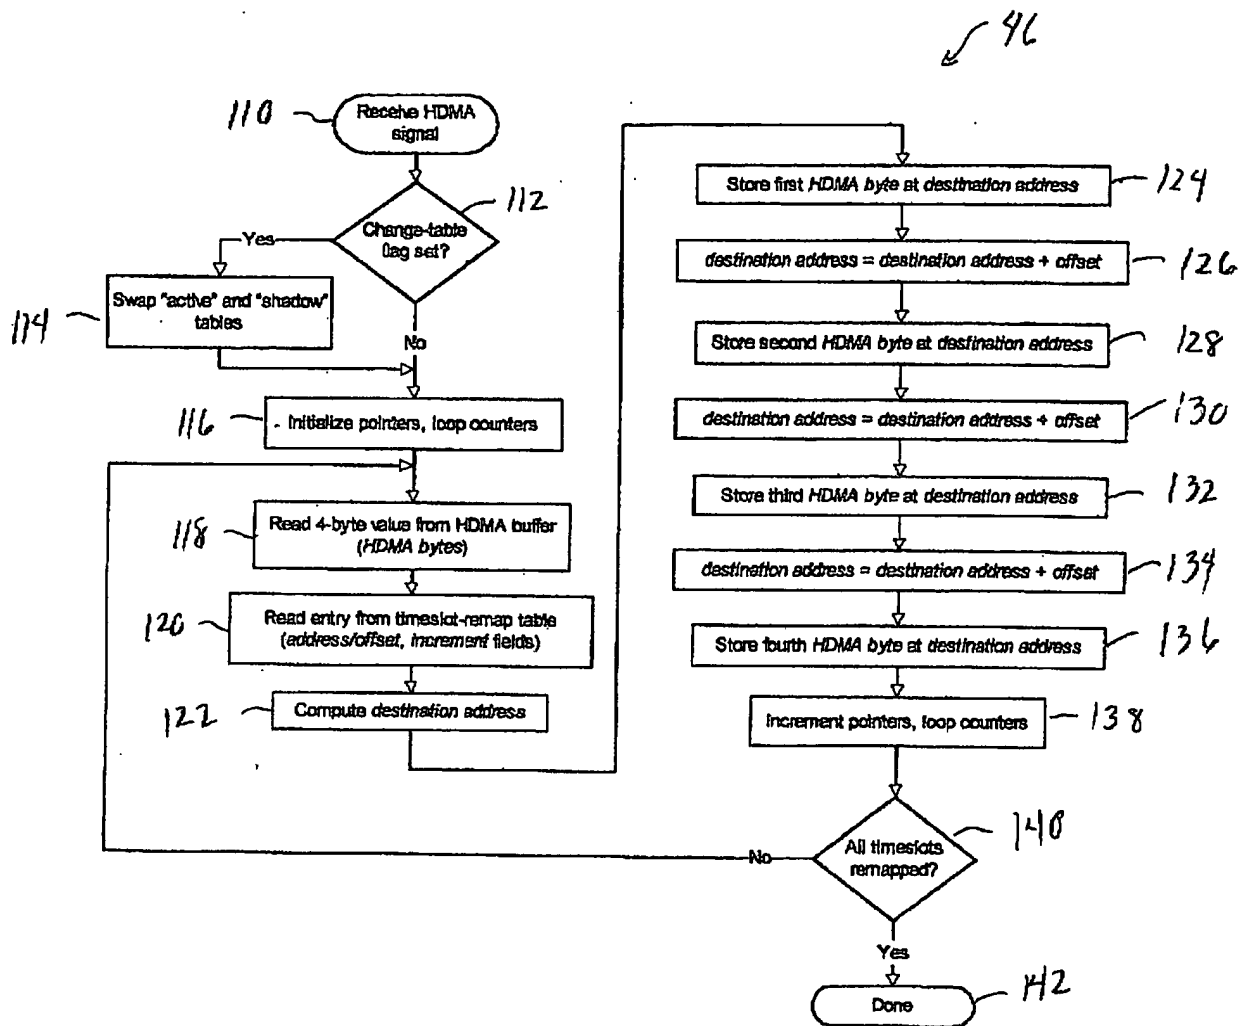 46
110
Receive HDMA
signal
112
Change-table
flag set?
Yes
No
114
Swap "active" and "shadow"
tables
116
Initialize pointers, loop counters
118
Read 4-byte value from HDMA buffer
(HDMA bytes)
120
Read entry from timeslot-remap table
(address/offset, increment fields)
122
Compute destination address
Store first HDMA byte at destination address
124
destination address = destination address + offset
126
Store second HDMA byte at destination address
128
destination address = destination address + offset
130
Store third HDMA byte at destination address
132
destination address = destination address + offset
134
Store fourth HDMA byte at destination address
136
Increment pointers, loop counters
138
All timeslots
remapped?
140
No
Yes
Done
142